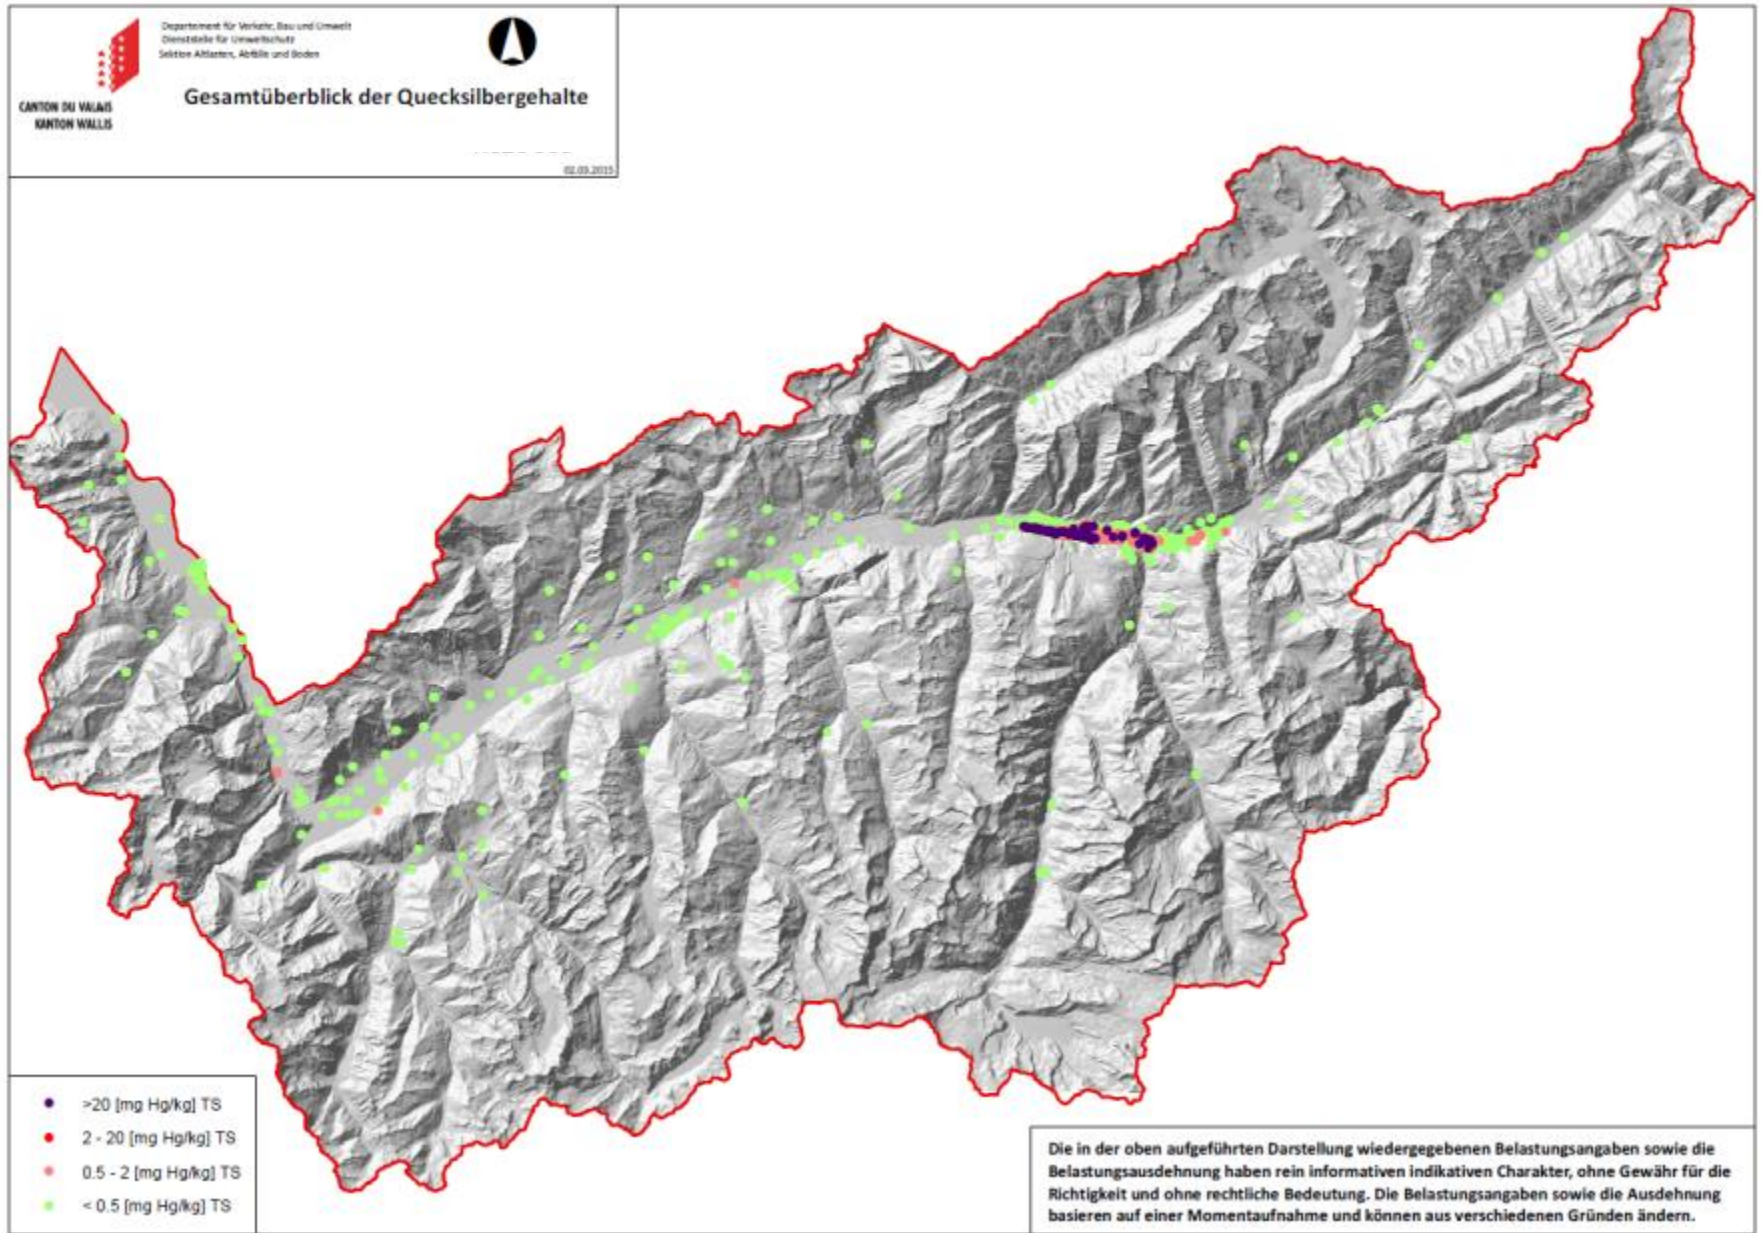 Departement für Verkehr, Bau und Umwelt
Dienststelle für Umweltschutz
Sektion Altlasten, Abfälle und Boden
Gesamtüberblick der Quecksilbergehalte
CANTON DU VALAIS
KANTON WALLIS
02.03.2015
>20 [mg Hg/kg] TS
2 - 20 [mg Hg/kg] TS
0.5 - 2 [mg Hg/kg] TS
< 0.5 [mg Hg/kg] TS
Die in der oben aufgeführten Darstellung wiedergegebenen Belastungsangaben sowie die
Belastungsausdehnung haben rein informativen indikativen Charakter, ohne Gewähr für die
Richtigkeit und ohne rechtliche Bedeutung. Die Belastungsangaben sowie die Ausdehnung
basieren auf einer Momentaufnahme und können aus verschiedenen Gründen ändern.